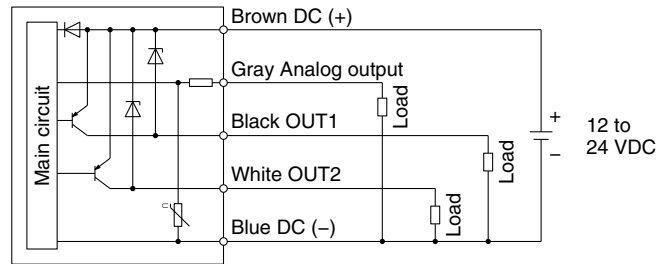 Brown DC (+)
Gray Analog output
Black OUT1
White OUT2
Blue DC (−)
Main circuit
Load
Load
Load
+
−
12 to
24 VDC